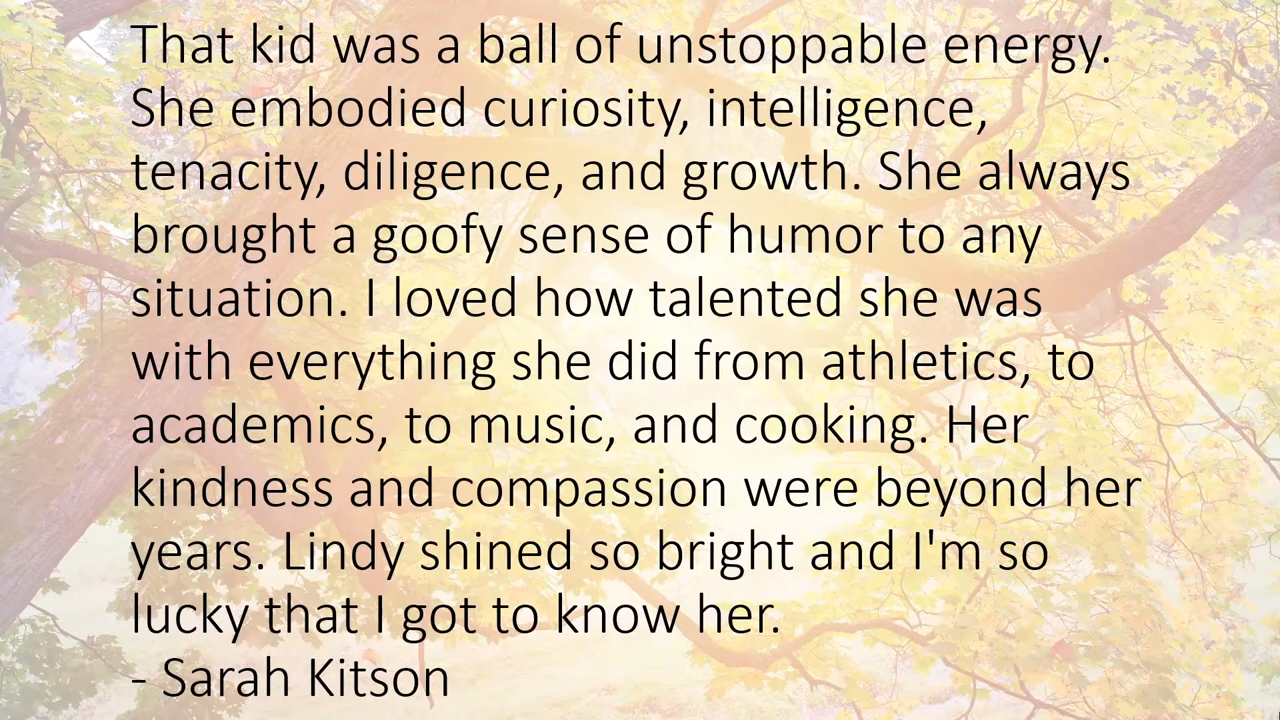 That kid was a ball of unstoppable energy.
She embodied curiosity, intelligence,
tenacity, diligence, and growth. She always
brought a goofy sense of humor to any
situation. I loved how talented she was
with everything she did from athletics, to
academics, to music, and cooking. Her
kindness and compassion were beyond her
years. Lindy shined so bright and I'm so
lucky that I got to know her.
- Sarah Kitson